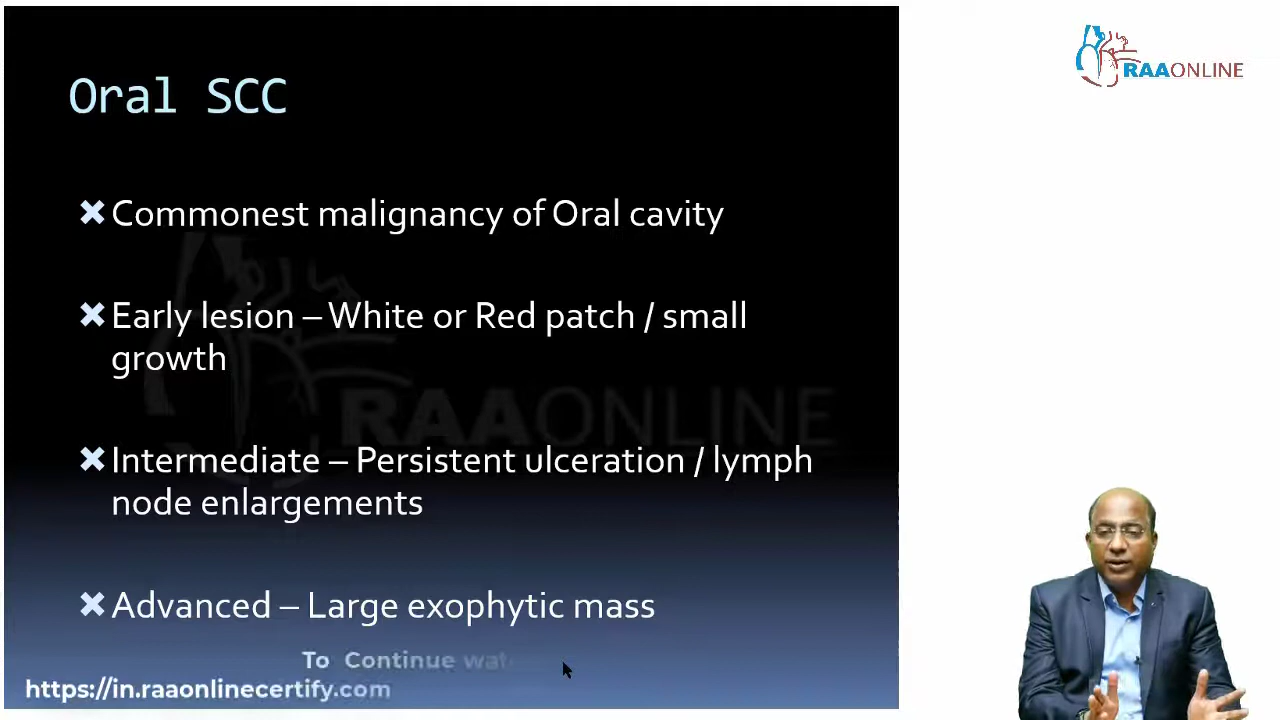 Oral SCC
RAAONLINE
✖ Commonest malignancy of Oral cavity
✖ Early lesion – White or Red patch / small
growth
RAAONLINE
✖ Intermediate – Persistent ulceration / lymph
node enlargements
✖ Advanced – Large exophytic mass
To Continue
https://in.raaonlinecertify.com